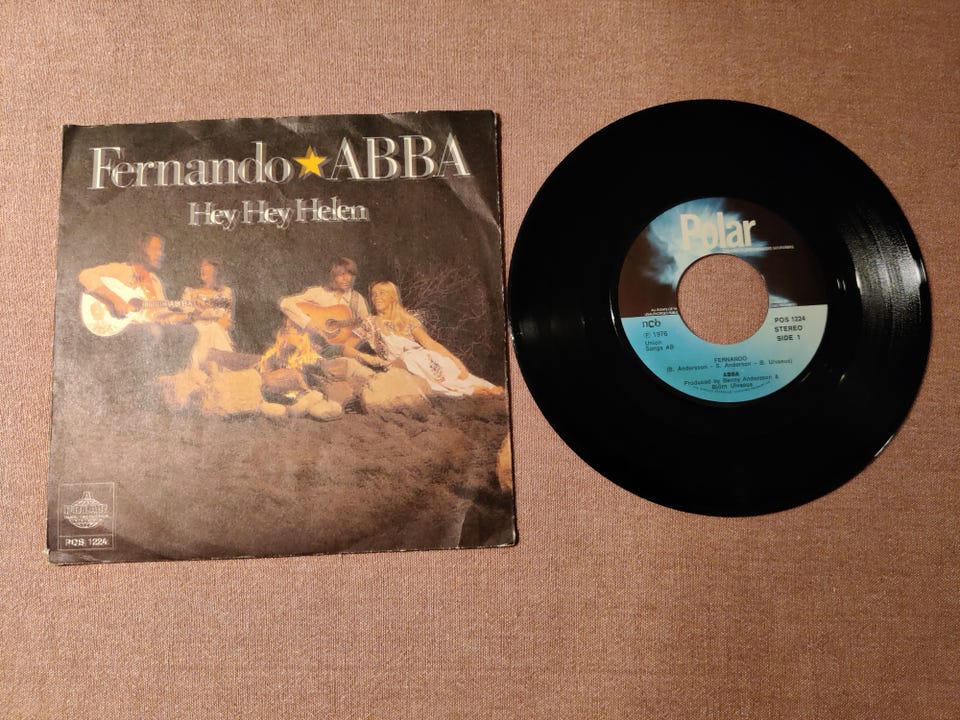 Fernando ★ ABBA
Hey Hey Helen
POLAR
POS 1224
Polar
ncb
℗ 1976
Union
Songs AB
POS 1224
STEREO
SIDE 1
FERNANDO
(B. Andersson - S. Anderson - B. Ulvaeus)
ABBA
Produced by Benny Andersson &
Björn Ulvaeus